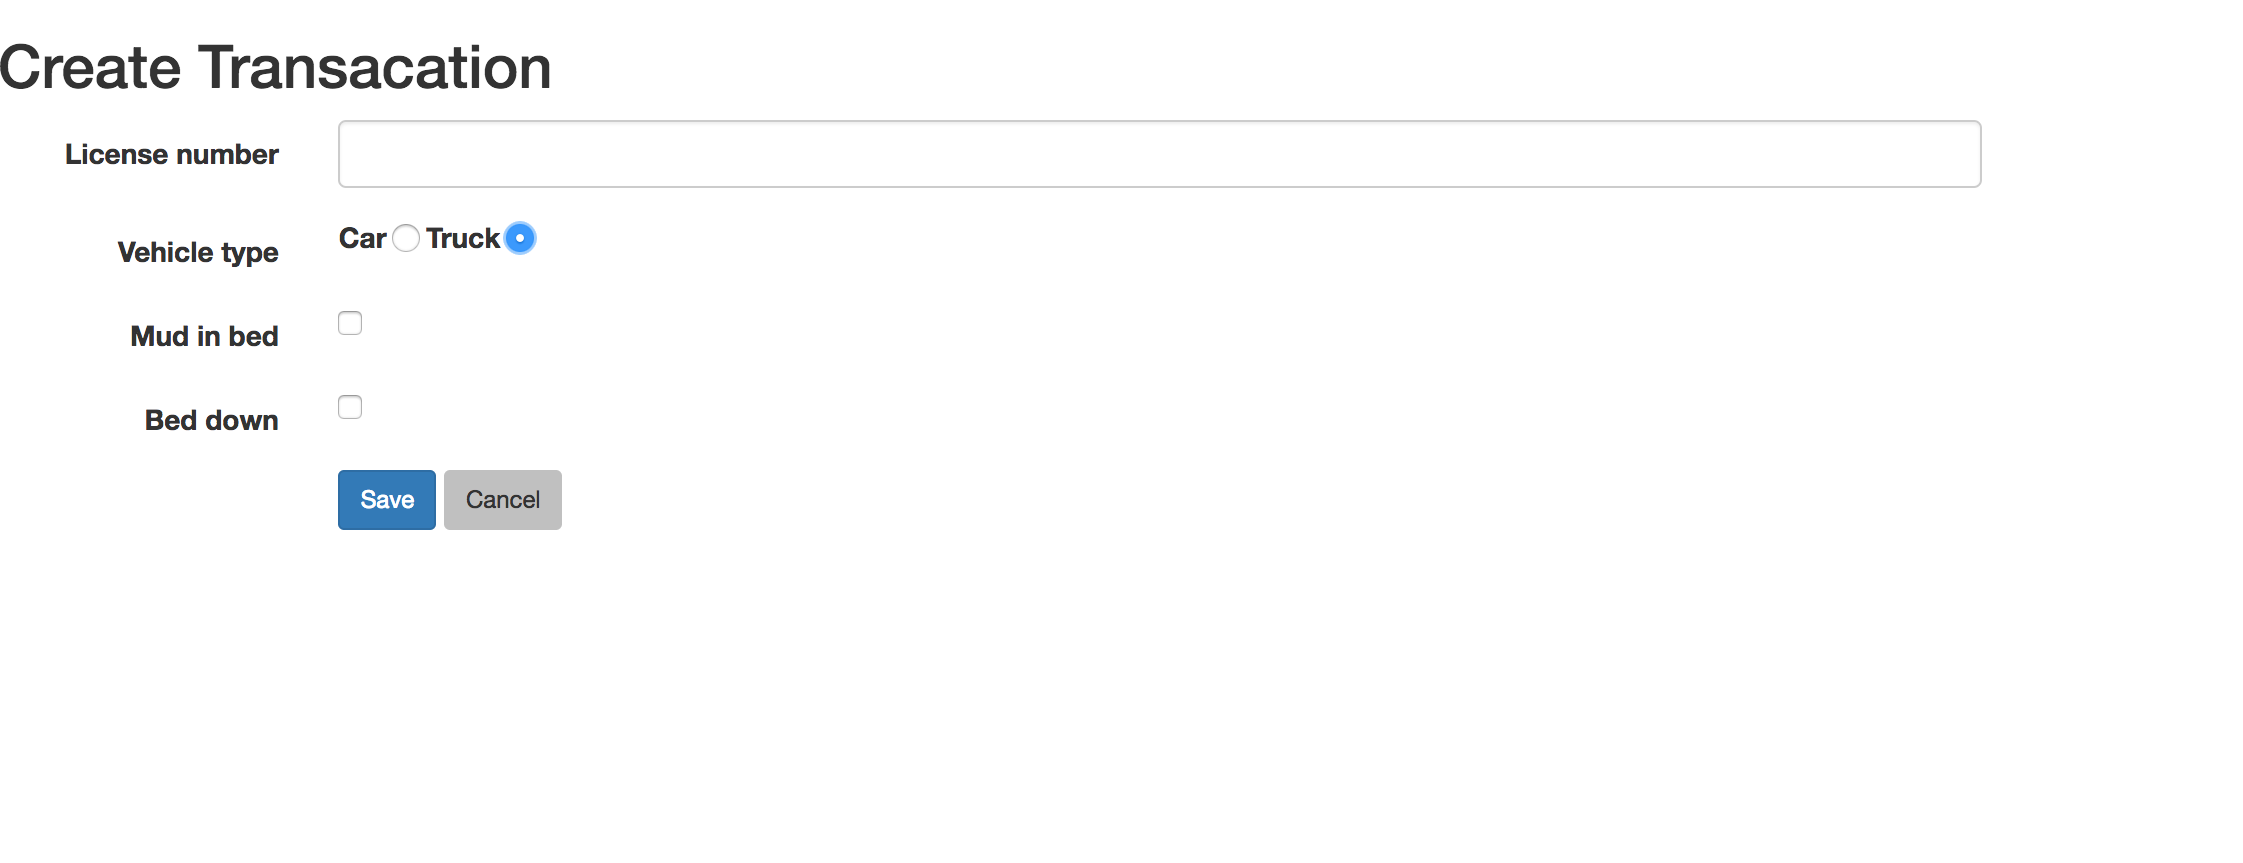 Create Transacation
License number
Vehicle type Car Truck
Mud in bed
Bed down
Save Cancel